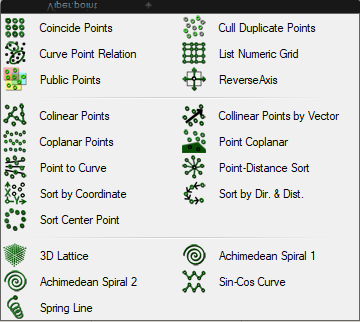 Viper.point
Coincide Points
Cull Duplicate Points
Curve Point Relation
List Numeric Grid
Public Points
ReverseAxis
Colinear Points
Collinear Points by Vector
Coplanar Points
Point Coplanar
Point to Curve
Point-Distance Sort
Sort by Coordinate
Sort by Dir. & Dist.
Sort Center Point
3D Lattice
Achimedean Spiral 1
Achimedean Spiral 2
Sin-Cos Curve
Spring Line